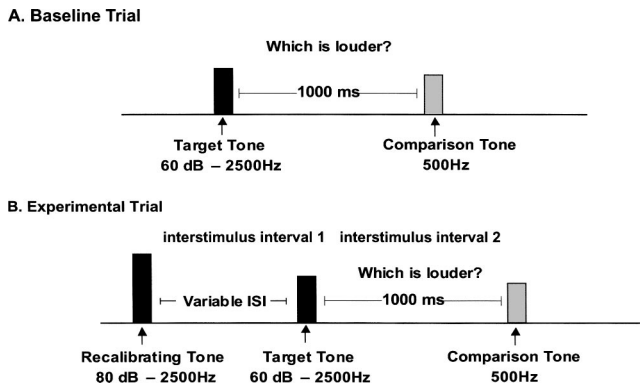 A. Baseline Trial
Which is louder?
1000 ms
Target Tone
60 dB – 2500Hz
Comparison Tone
500Hz
B. Experimental Trial
interstimulus interval 1 interstimulus interval 2
Which is louder?
Variable ISI
1000 ms
Recalibrating Tone
80 dB – 2500Hz
Target Tone
60 dB – 2500Hz
Comparison Tone
500Hz